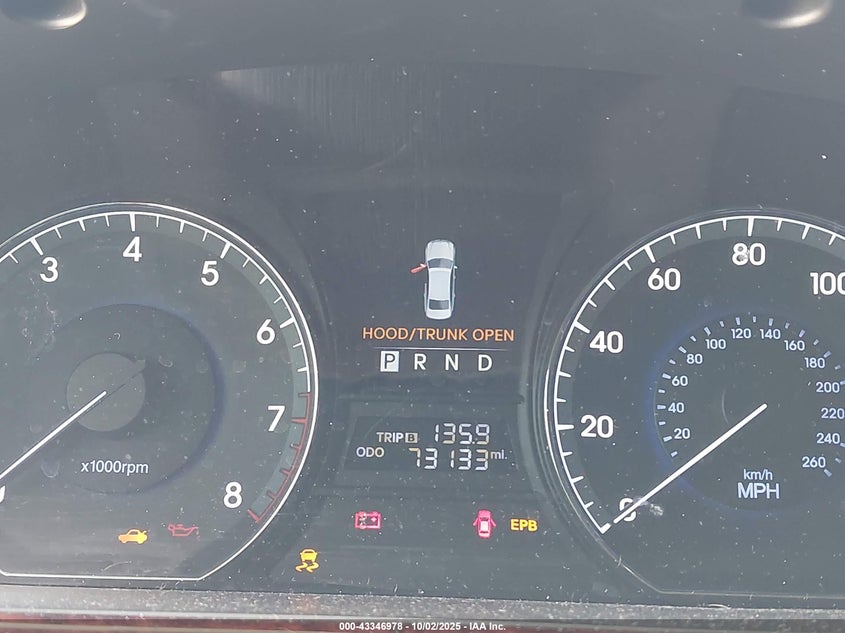 3 4 5 6 7 8
x1000rpm
HOOD/TRUNK OPEN
P R N D
TRIP B 135.9
ODO 73133 mi.
EPB
0 20 40 60 80 100
20 40 60 80 100 120 140 160 180 200 220 240 260
km/h
MPH
000-43346978 - 10/02/2025 - IAA Inc.